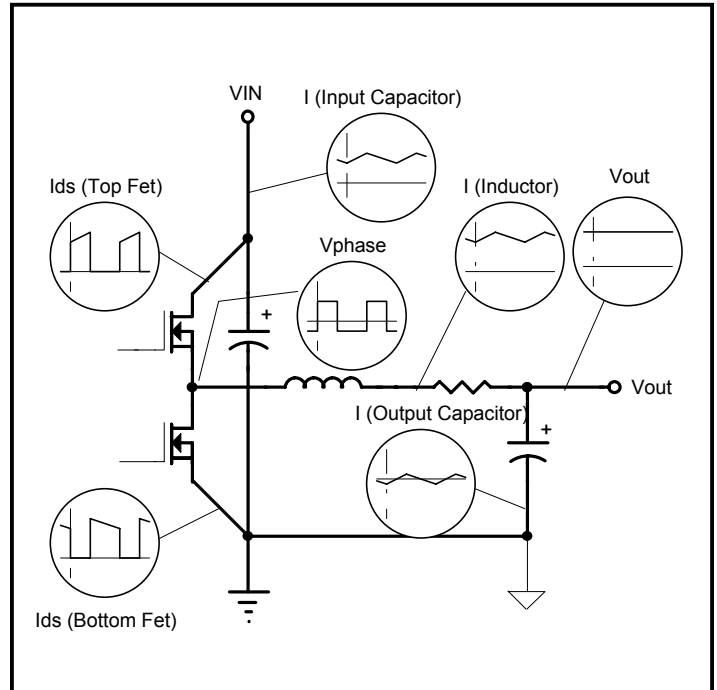 VIN
I (Input Capacitor)
Ids (Top Fet)
I (Inductor)
Vout
Vphase
+
Vout
I (Output Capacitor)
+
Ids (Bottom Fet)